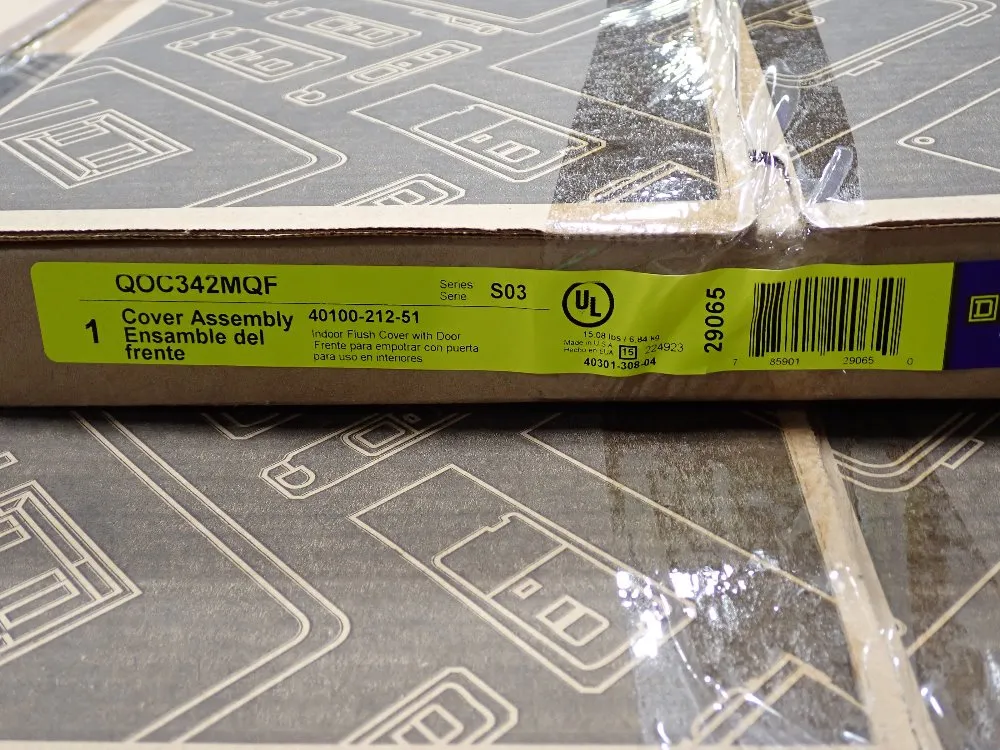 QOC342MQF
Series
Serie
S03
1
Cover Assembly
Ensamble del
frente
40100-212-51
Indoor Flush Cover with Door
Frente para empotrar con puerta
para uso en interiores.
UL
15.08 lbs / 6.84 kg
Made in U.S.A.
Hecho en EUA
15
224923
40301-308-04
29065
7 85901 29065 0
D